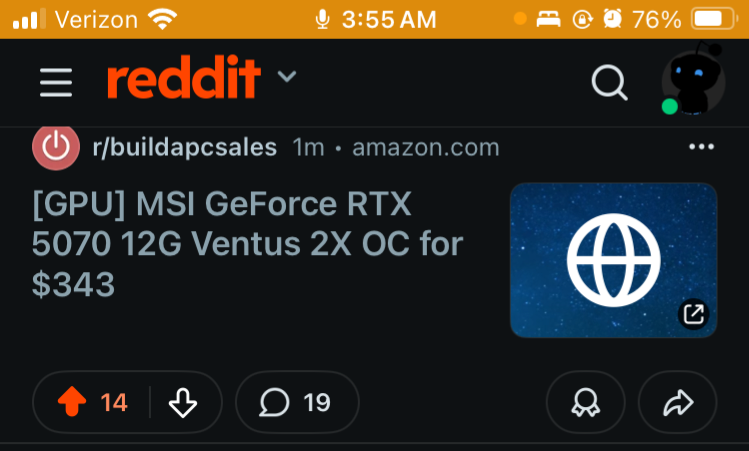 Verizon 3:55 AM 76%
reddit
r/buildapcsales 1m • amazon.com
[GPU] MSI GeForce RTX
5070 12G Ventus 2X OC for
$343
14 19